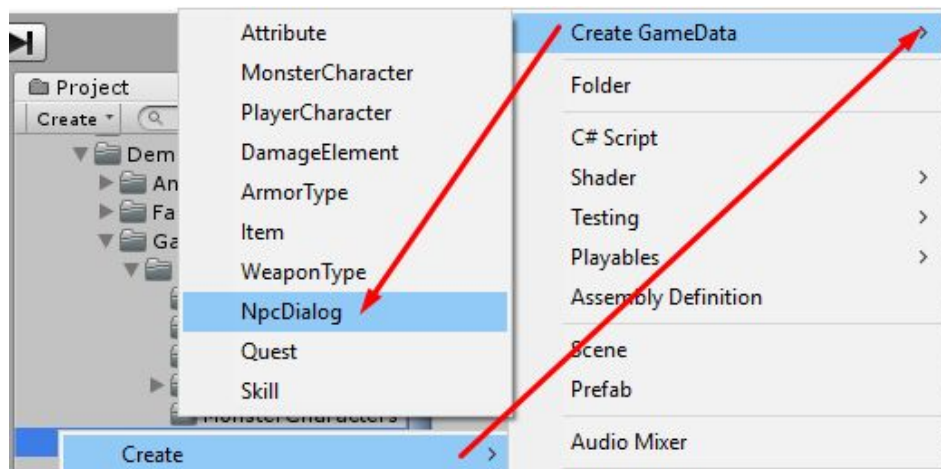 Project
Create
Dem
An
Fa
Ga
MonsterCharacters
Create
Attribute
MonsterCharacter
PlayerCharacter
DamageElement
ArmorType
Item
WeaponType
NpcDialog
Quest
Skill
Create GameData
Folder
C# Script
Shader
Testing
Playables
Assembly Definition
Scene
Prefab
Audio Mixer